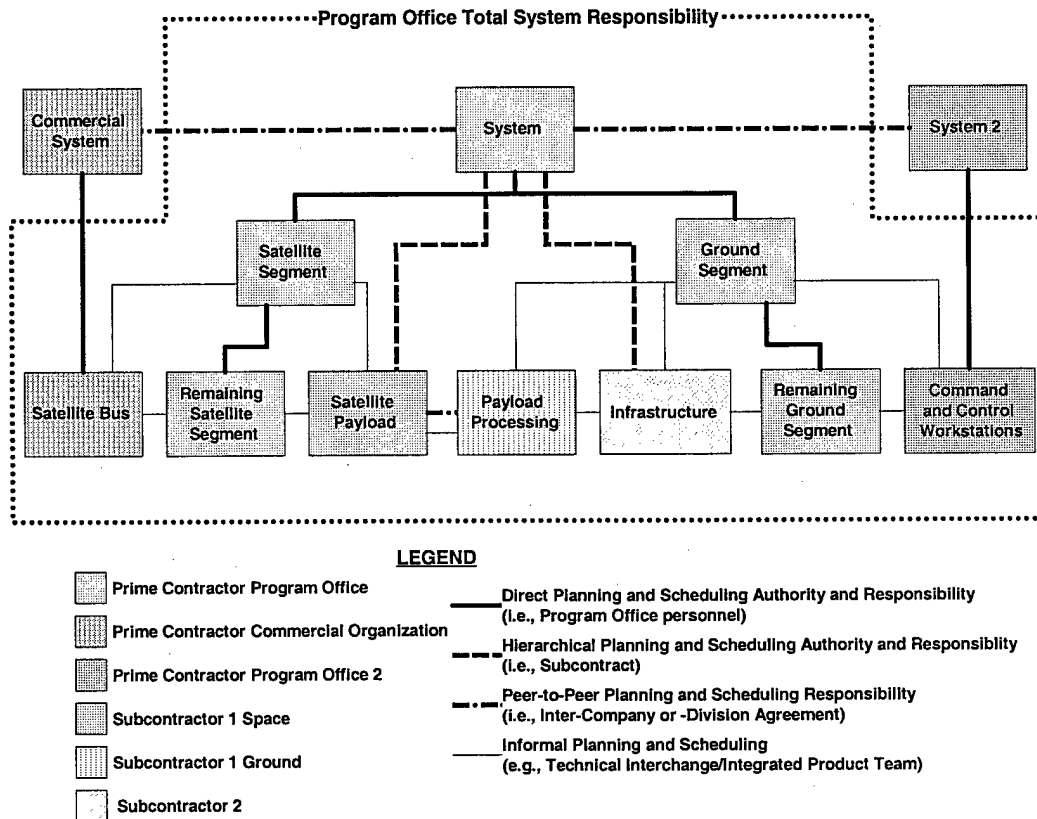 Program Office Total System Responsibility
Commercial
System
System
System 2
Satellite
Segment
Ground
Segment
Satellite Bus
Remaining
Satellite
Segment
Satellite
Payload
Payload
Processing
Infrastructure
Remaining
Ground
Segment
Command
and Control
Workstations
LEGEND
Prime Contractor Program Office
Prime Contractor Commercial Organization
Prime Contractor Program Office 2
Subcontractor 1 Space
Subcontractor 1 Ground
Subcontractor 2
Direct Planning and Scheduling Authority and Responsibility
(i.e., Program Office personnel)
Hierarchical Planning and Scheduling Authority and Responsiblity
(i.e., Subcontract)
Peer-to-Peer Planning and Scheduling Responsibility
(i.e., Inter-Company or -Division Agreement)
Informal Planning and Scheduling
(e.g., Technical Interchange/Integrated Product Team)